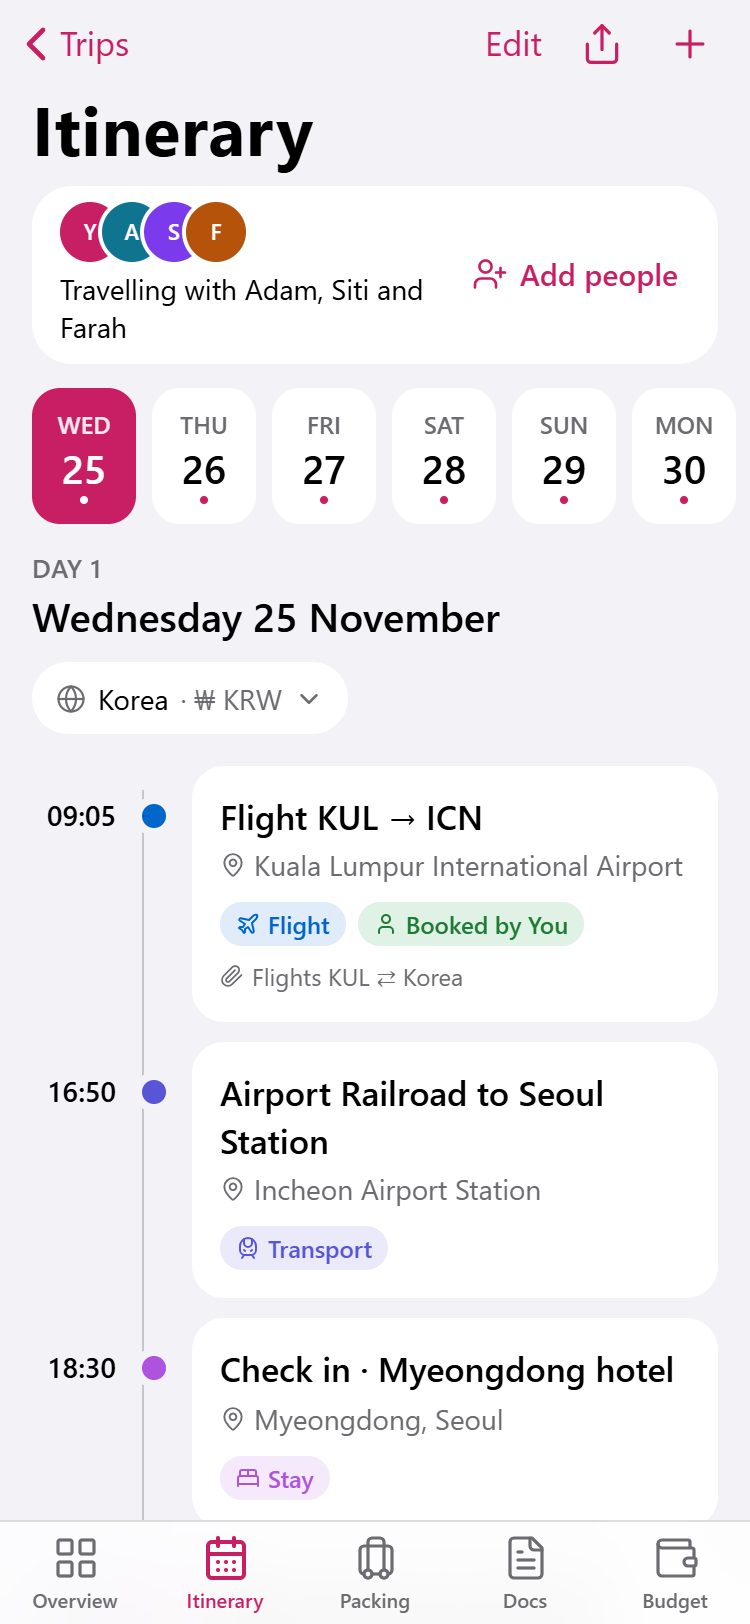 Trips
Edit
Itinerary
Y A S F
Travelling with Adam, Siti and
Farah
Add people
WED THU FRI SAT SUN MON
25 26 27 28 29 30
DAY 1
Wednesday 25 November
Korea · ₩ KRW
09:05
Flight KUL → ICN
Kuala Lumpur International Airport
Flight
Booked by You
Flights KUL ⇄ Korea
16:50
Airport Railroad to Seoul
Station
Incheon Airport Station
Transport
18:30
Check in · Myeongdong hotel
Myeongdong, Seoul
Stay
Overview Itinerary Packing Docs Budget